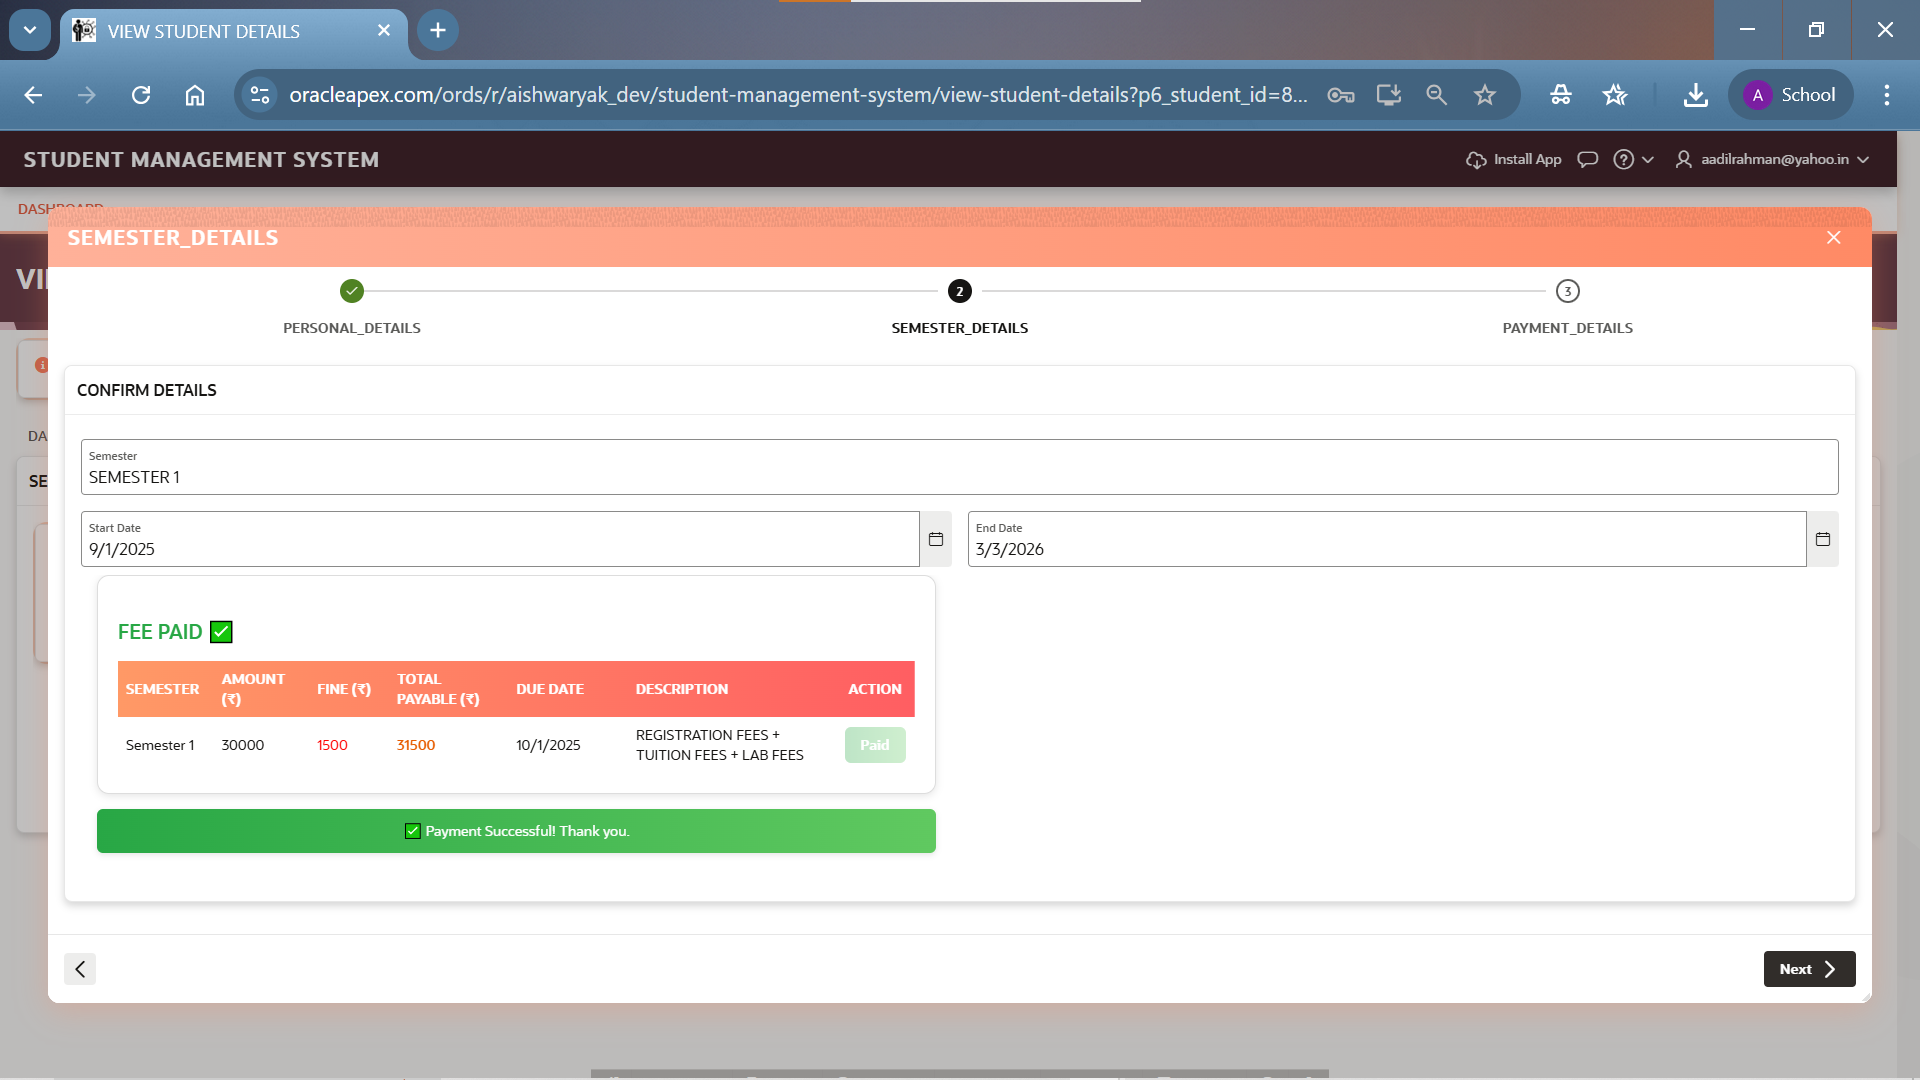 VIEW STUDENT DETAILS
oracleapex.com/ords/r/aishwaryak_dev/student-management-system/view-student-details?p6_student_id=8...
A School
STUDENT MANAGEMENT SYSTEM
Install App
aadilrahman@yahoo.in
SEMESTER_DETAILS
2
3
PERSONAL_DETAILS
SEMESTER_DETAILS
PAYMENT_DETAILS
CONFIRM DETAILS
DA
SE
Semester
SEMESTER 1
Start Date
9/1/2025
End Date
3/3/2026
FEE PAID ✅
SEMESTER AMOUNT (₹) FINE (₹) TOTAL PAYABLE (₹) DUE DATE DESCRIPTION ACTION
Semester 1 30000 1500 31500 10/1/2025 REGISTRATION FEES + TUITION FEES + LAB FEES Paid
✅ Payment Successful! Thank you.
Next